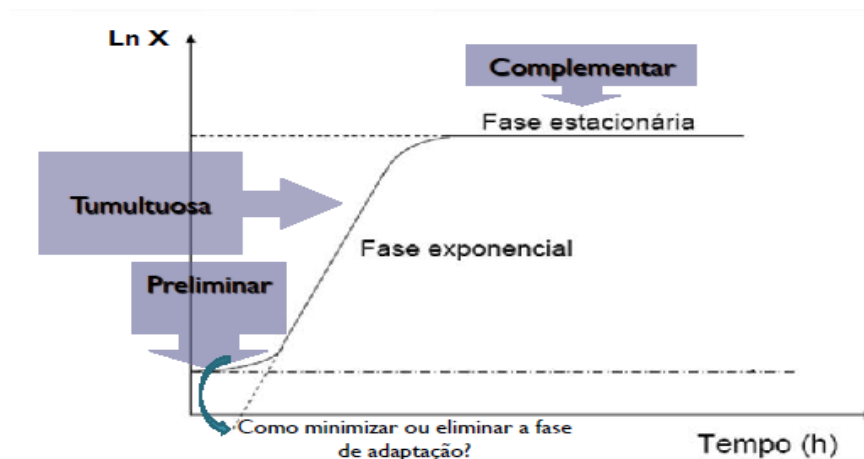 Ln X
Complementar
Fase estacionária
Tumultuosa
Fase exponencial
Preliminar
Como minimizar ou eliminar a fase
de adaptação?
Tempo (h)